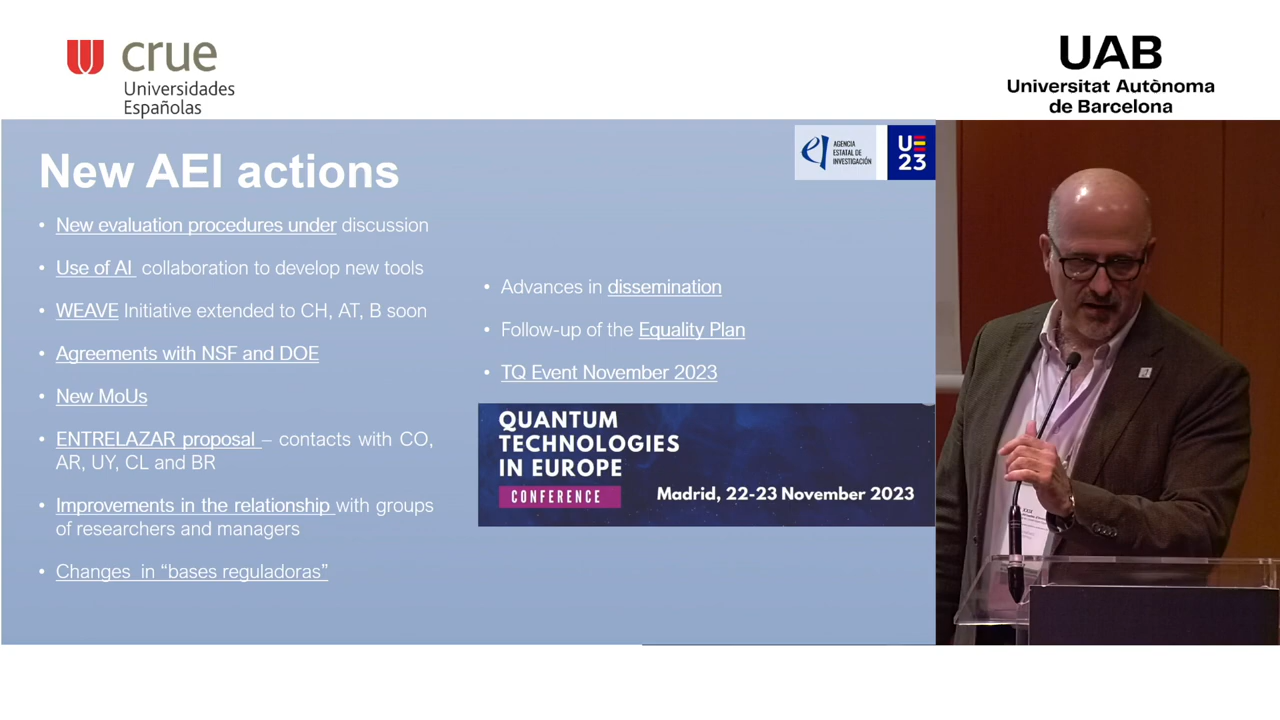 crue
Universidades
Españolas
UAB
Universitat Autònoma
de Barcelona
New AEI actions
AGENCIA
ESTATAL DE
INVESTIGACIÓN
UE
23
• New evaluation procedures under discussion
• Use of AI collaboration to develop new tools
• WEAVE Initiative extended to CH, AT, B soon
• Agreements with NSF and DOE
• New MoUs
• ENTRELAZAR proposal – contacts with CO,
AR, UY, CL and BR
• Improvements in the relationship with groups
of researchers and managers
• Changes in “bases reguladoras”
• Advances in dissemination
• Follow-up of the Equality Plan
• TQ Event November 2023
QUANTUM
TECHNOLOGIES
IN EUROPE
CONFERENCE
Madrid, 22-23 November 2023